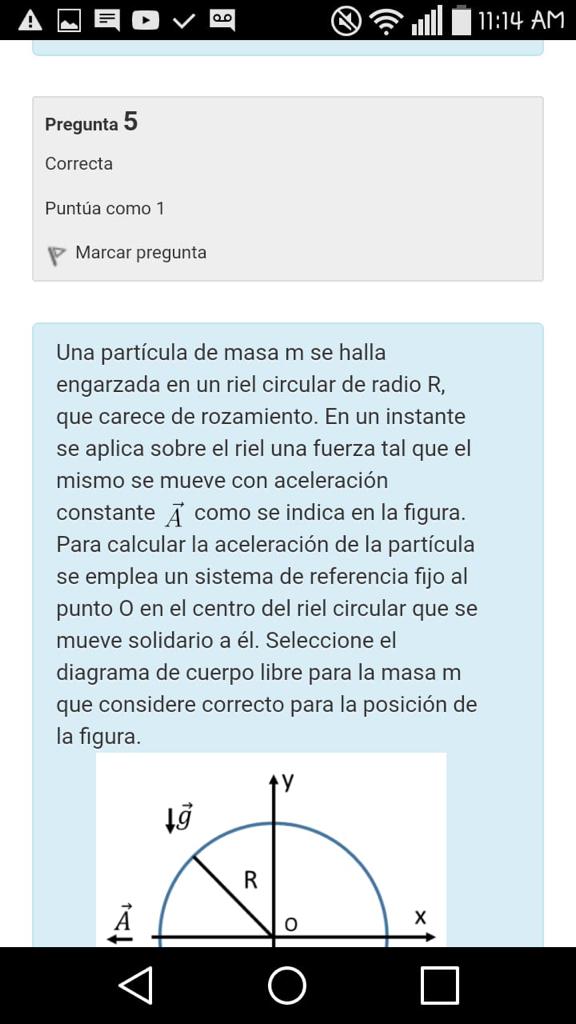 11:14 AM
Pregunta 5
Correcta
Puntúa como 1
Marcar pregunta
Una partícula de masa m se halla
engarzada en un riel circular de radio R,
que carece de rozamiento. En un instante
se aplica sobre el riel una fuerza tal que el
mismo se mueve con aceleración
constante \vec{A} como se indica en la figura.
Para calcular la aceleración de la partícula
se emplea un sistema de referencia fijo al
punto O en el centro del riel circular que se
mueve solidario a él. Seleccione el
diagrama de cuerpo libre para la masa m
que considere correcto para la posición de
la figura.
y
\vec{g}
R
\vec{A}
O
x